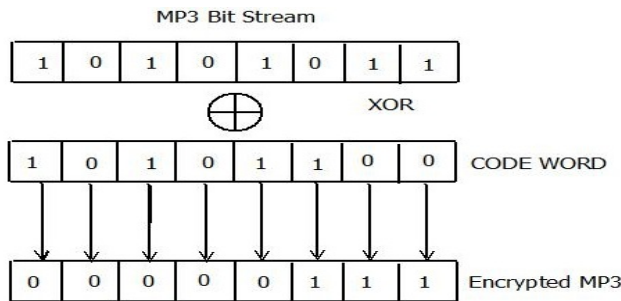 MP3 Bit Stream
1 0 1 0 1 0 1 1
XOR
1 0 1 0 1 1 0 0 CODE WORD
0 0 0 0 0 1 1 1 Encrypted MP3